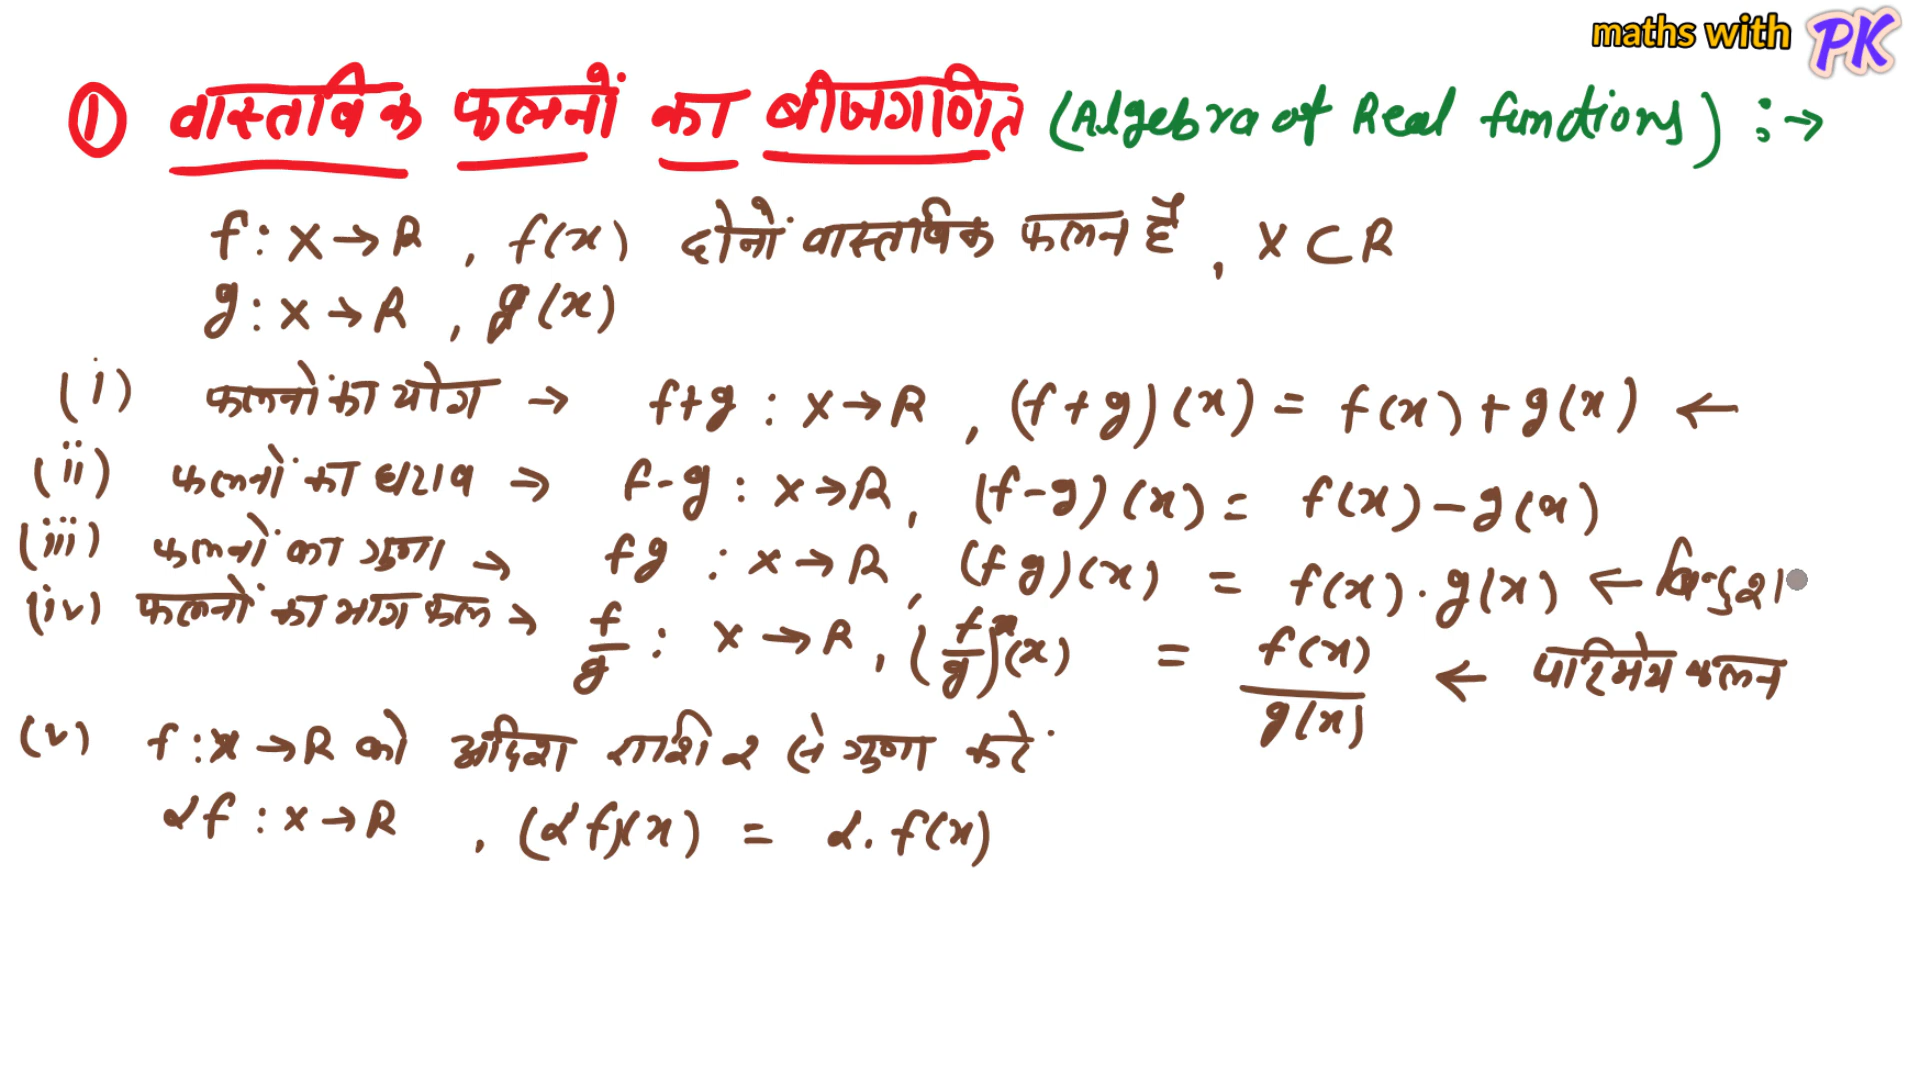 maths with PK
① वास्तविक फलनों का बीजगणित (Algebra of Real functions) :→
f : X → R , f(x) दोनों वास्तविक फलन हैं , X ⊂ R
g : X → R , g(x)
(i) फलनों का योग → f+g : X → R , (f+g)(x) = f(x) + g(x) ←
(ii) फलनों का घटाव → f-g : X → R , (f-g)(x) = f(x) - g(x)
(iii) फलनों का गुणा → fg : X → R , (fg)(x) = f(x) · g(x) ←
(iv) फलनों का भागफल → f/g : X → R , (f/g)(x) = f(x)/g(x) ← परिमेय फलन
(v) f : X → R को अदिश राशि α से गुणा करें
αf : X → R , (αf)(x) = α . f(x)